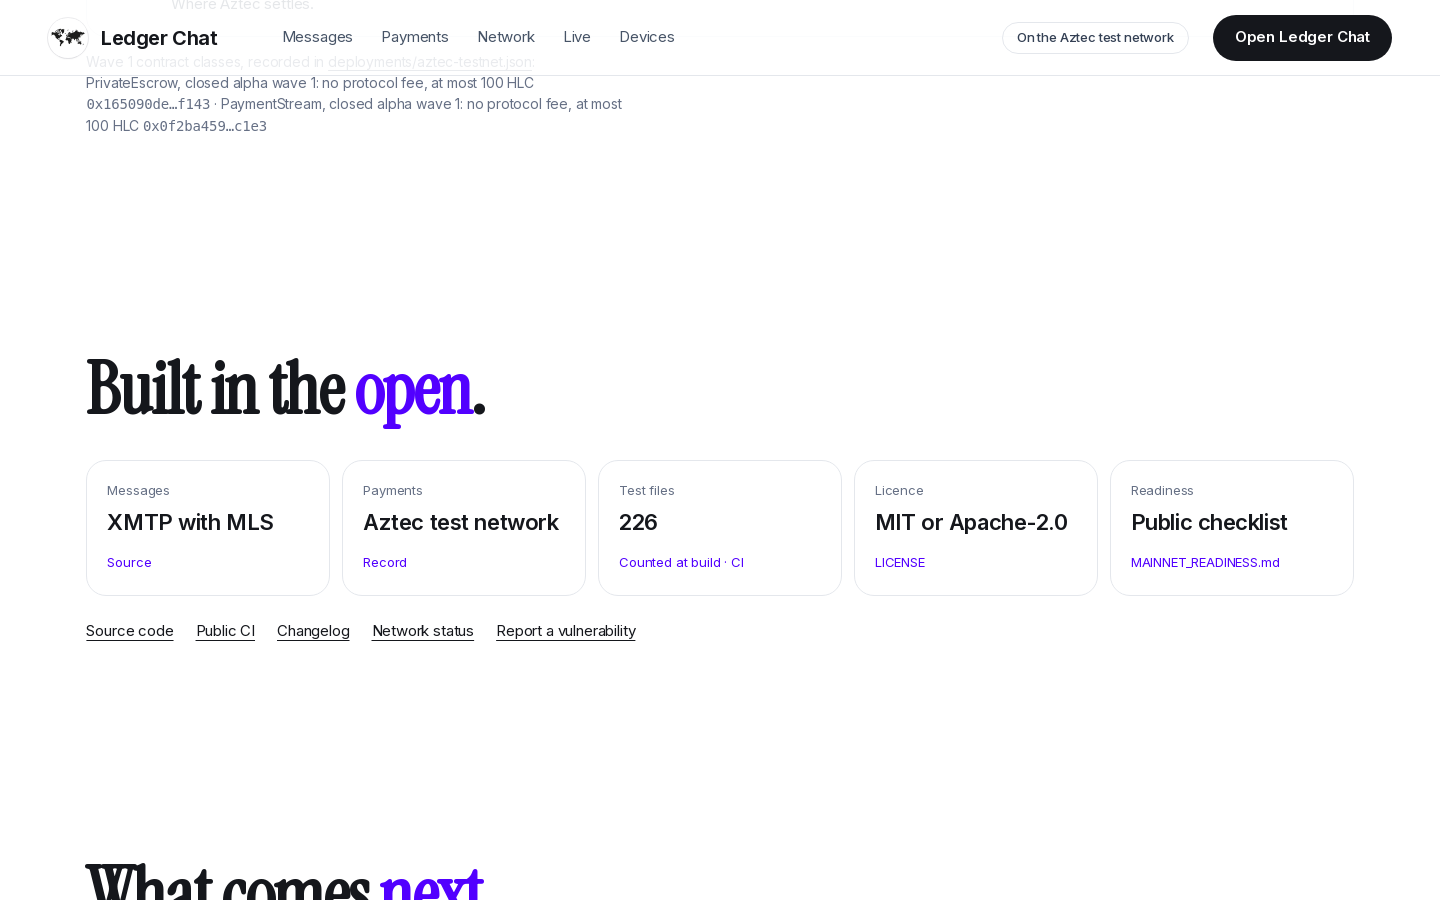 Where Aztec settles.
Ledger Chat
Messages
Payments
Network
Live
Devices
On the Aztec test network
Open Ledger Chat
Wave 1 contract classes, recorded in deployments/aztec-testnet.json:
PrivateEscrow, closed alpha wave 1: no protocol fee, at most 100 HLC
0x165090de…f143 · PaymentStream, closed alpha wave 1: no protocol fee, at most
100 HLC 0x0f2ba459…c1e3
Built in the open.
Messages
XMTP with MLS
Source
Payments
Aztec test network
Record
Test files
226
Counted at build · CI
Licence
MIT or Apache-2.0
LICENSE
Readiness
Public checklist
MAINNET_READINESS.md
Source code
Public CI
Changelog
Network status
Report a vulnerability
What comes next